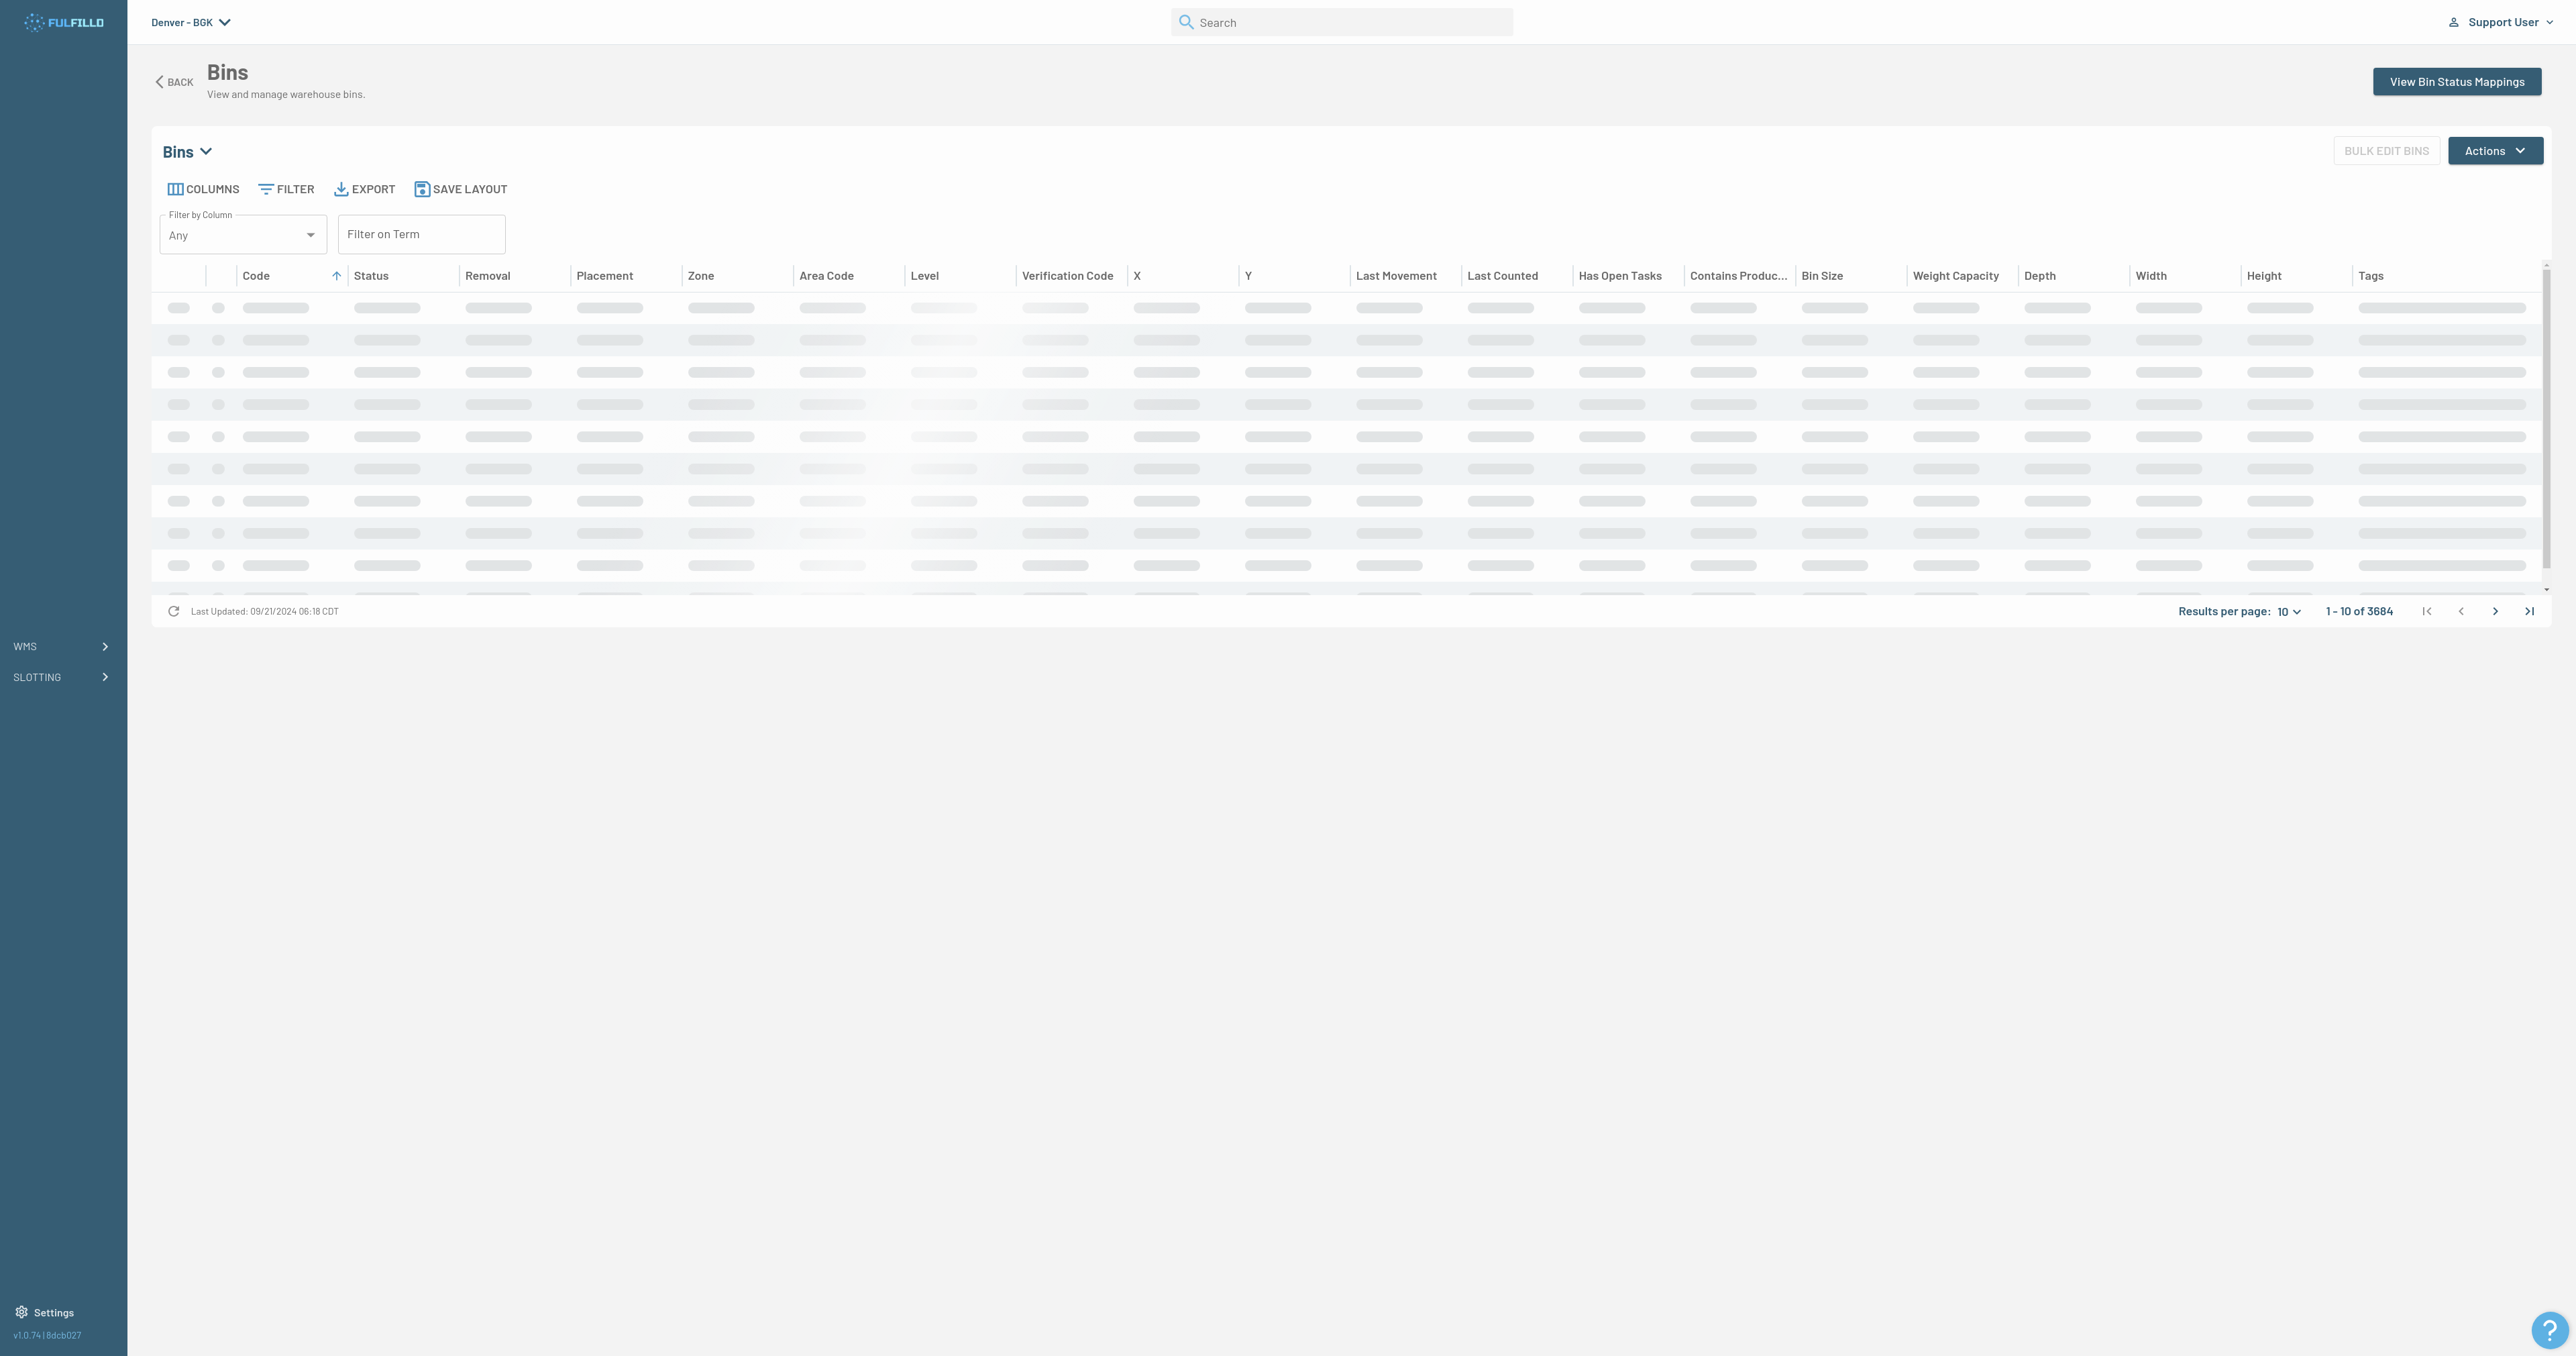 FULFILLD
Denver - BGK
Search
Support User
BACK
Bins
View and manage warehouse bins.
View Bin Status Mappings
Bins
BULK EDIT BINS
Actions
COLUMNS FILTER EXPORT SAVE LAYOUT
Filter by Column
Any
Filter on Term
Code Status Removal Placement Zone Area Code Level Verification Code X Y Last Movement Last Counted Has Open Tasks Contains Produc... Bin Size Weight Capacity Depth Width Height Tags
Last Updated: 09/21/2024 06:18 CDT
Results per page: 10 1 - 10 of 3684
WMS
SLOTTING
Settings
v1.0.74 | 8dcb027
?